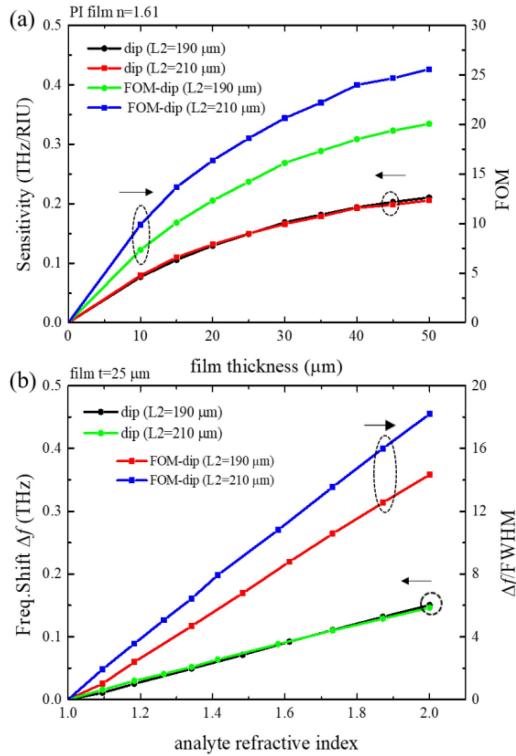 (a)
PI film n=1.61
dip (L2=190 μm)
dip (L2=210 μm)
FOM-dip (L2=190 μm)
FOM-dip (L2=210 μm)
Sensitivity (THz/RIU)
0.5
0.4
0.3
0.2
0.1
0.0
FOM
30
25
20
15
10
5
0
0 10 20 30 40 50
film thickness (μm)
(b)
film t=25 μm
dip (L2=190 μm)
dip (L2=210 μm)
FOM-dip (L2=190 μm)
FOM-dip (L2=210 μm)
Freq.Shift Δf (THz)
0.5
0.4
0.3
0.2
0.1
0.0
Δf/FWHM
20
16
12
8
4
0
1.0 1.2 1.4 1.6 1.8 2.0
analyte refractive index